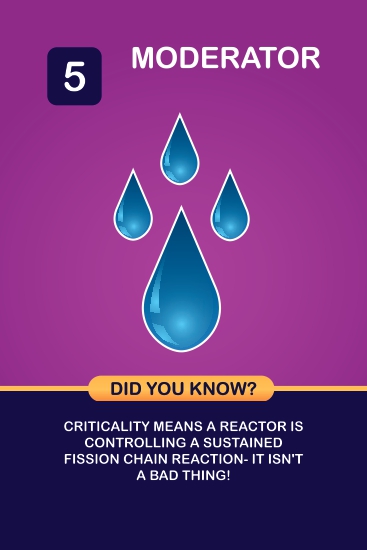 5
MODERATOR
DID YOU KNOW?
CRITICALITY MEANS A REACTOR IS
CONTROLLING A SUSTAINED
FISSION CHAIN REACTION- IT ISN'T
A BAD THING!